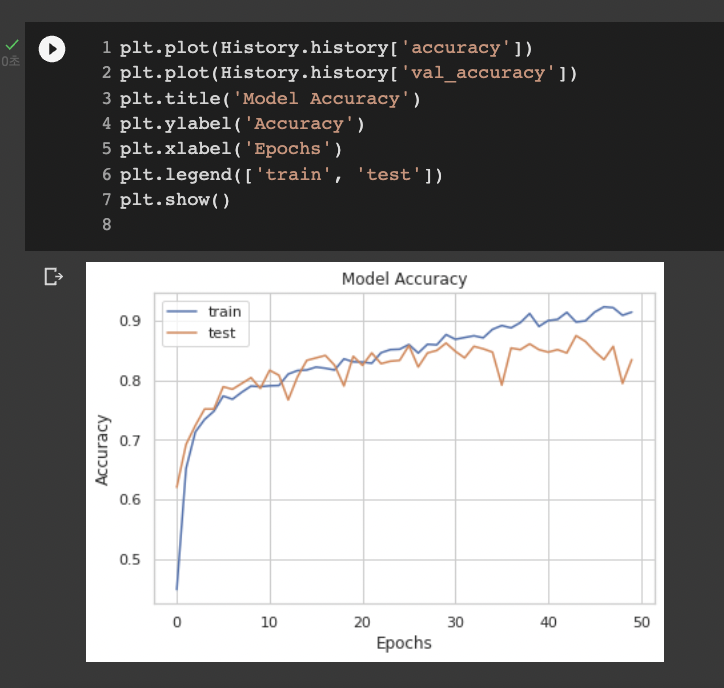 0초
1 plt.plot(History.history['accuracy'])
2 plt.plot(History.history['val_accuracy'])
3 plt.title('Model Accuracy')
4 plt.ylabel('Accuracy')
5 plt.xlabel('Epochs')
6 plt.legend(['train', 'test'])
7 plt.show()
8
Model Accuracy
train
test
0.9
0.8
0.7
0.6
0.5
Accuracy
0 10 20 30 40 50
Epochs